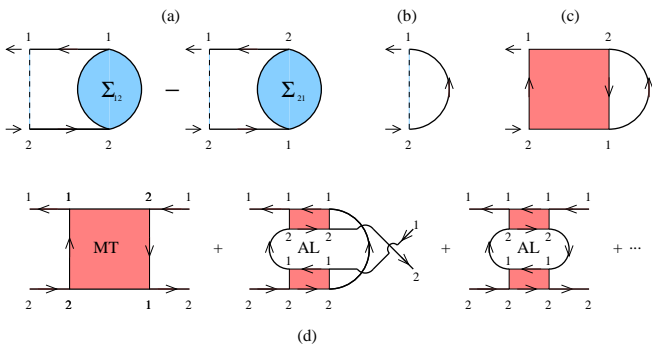 (a) (b) (c)
1 1 1 2 1 1 2
Σ12 − Σ21
2 2 2 1 2 2 1
1 1 2 1 1 1 1 1 1 1 1 1
2 2 2 2
MT + AL + AL + ...
1 1 1 1
2 2 1 2 2 2 2 2 2 2 2 2
(d)